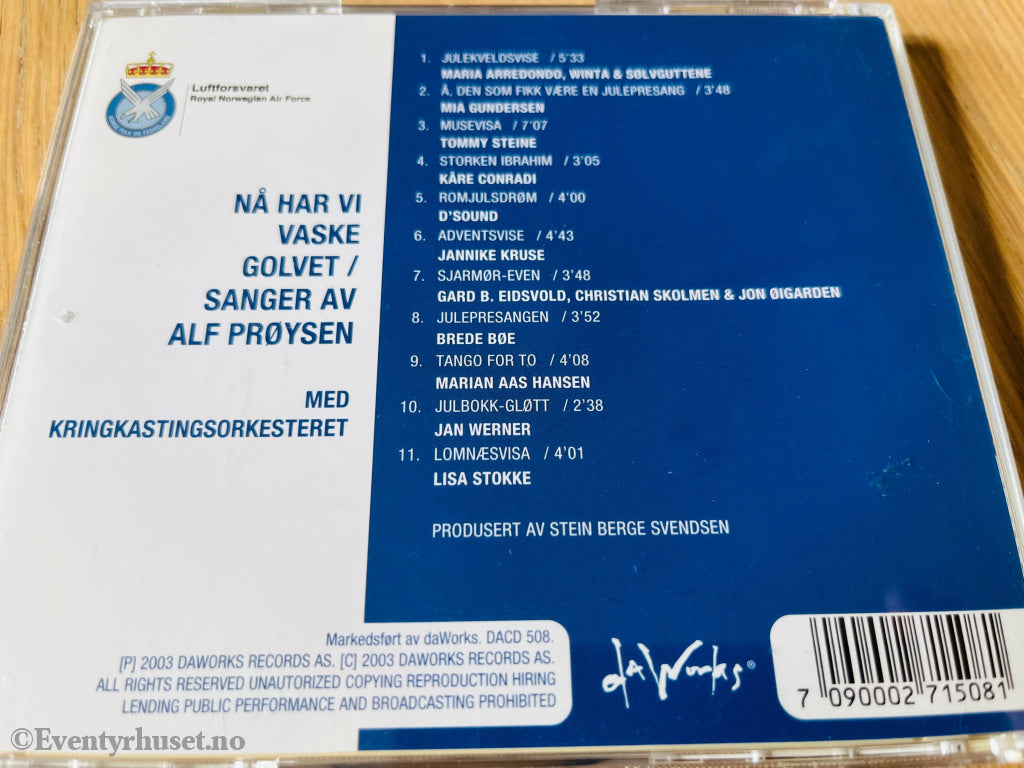 Luftforsvaret
Royal Norwegian Air Force
NÅ HAR VI
VASKE
GOLVET /
SANGER AV
ALF PRØYSEN
MED
KRINGKASTINGSORKESTERET
1. JULEKVELDSVISE / 5'33
MARIA ARREDONDO, WINTA & SØLVGUTTENE
2. Å, DEN SOM FIKK VÆRE EN JULEPRESANG / 3'48
MIA GUNDERSEN
3. MUSEVISA / 7'07
TOMMY STEINE
4. STORKEN IBRAHIM / 3'05
KÅRE CONRADI
5. ROMJULSDRØM / 4'00
D'SOUND
6. ADVENTSVISE / 4'43
JANNIKE KRUSE
7. SJARMØR-EVEN / 3'48
GARD B. EIDSVOLD, CHRISTIAN SKOLMEN & JON ØIGARDEN
8. JULEPRESANGEN / 3'52
BREDE BØE
9. TANGO FOR TO / 4'08
MARIAN AAS HANSEN
10. JULBOKK-GLØTT / 2'38
JAN WERNER
11. LOMNÆSVISA / 4'01
LISA STOKKE
PRODUSERT AV STEIN BERGE SVENDSEN
Markedsført av daWorks. DACD 508.
[P] 2003 DAWORKS RECORDS AS. [C] 2003 DAWORKS RECORDS AS.
ALL RIGHTS RESERVED UNAUTORIZED COPYING REPRODUCTION HIRING
LENDING PUBLIC PERFORMANCE AND BROADCASTING PROHIBITED
daWorks®
7 090002 715081
©Eventyrhuset.no